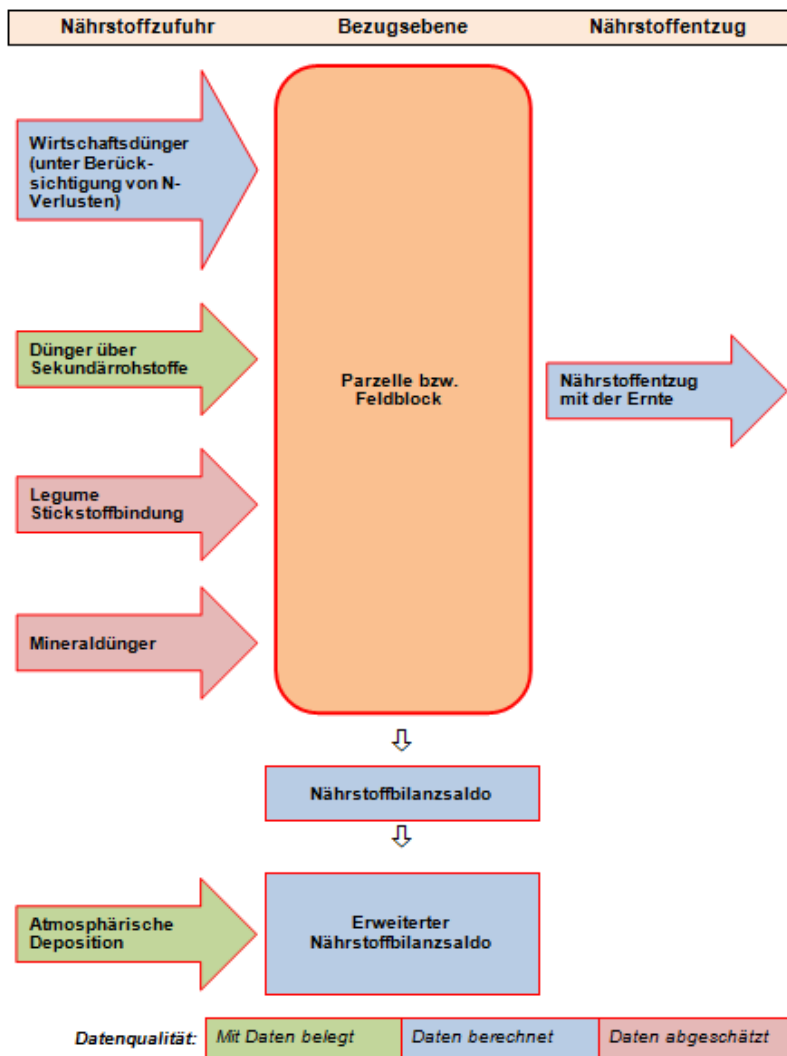 Nährstoffzufuhr Bezugsebene Nährstoffentzug
Wirtschaftsdünger
(unter Berück-
sichtigung von N-
Verlusten)
Dünger über
Sekundärrohstoffe
Parzelle bzw.
Feldblock
Nährstoffentzug
mit der Ernte
Legume
Stickstoffbindung
Mineraldünger
Nährstoffbilanzsaldo
Atmosphärische
Deposition
Erweiterter
Nährstoffbilanzsaldo
Datenqualität: Mit Daten belegt Daten berechnet Daten abgeschätzt